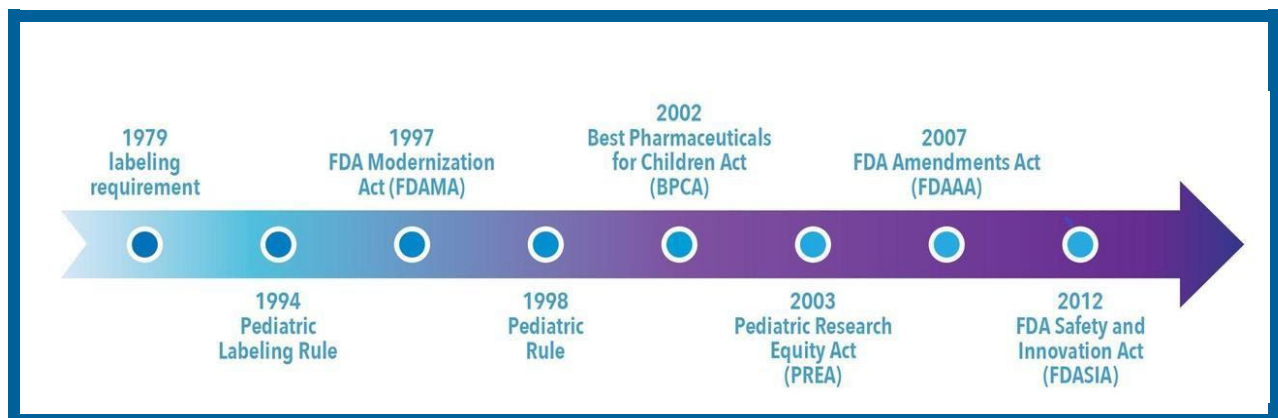 1979
labeling
requirement
1994
Pediatric
Labeling Rule
1997
FDA Modernization
Act (FDAMA)
1998
Pediatric
Rule
2002
Best Pharmaceuticals
for Children Act
(BPCA)
2003
Pediatric Research
Equity Act
(PREA)
2007
FDA Amendments Act
(FDAAA)
2012
FDA Safety and
Innovation Act
(FDASIA)